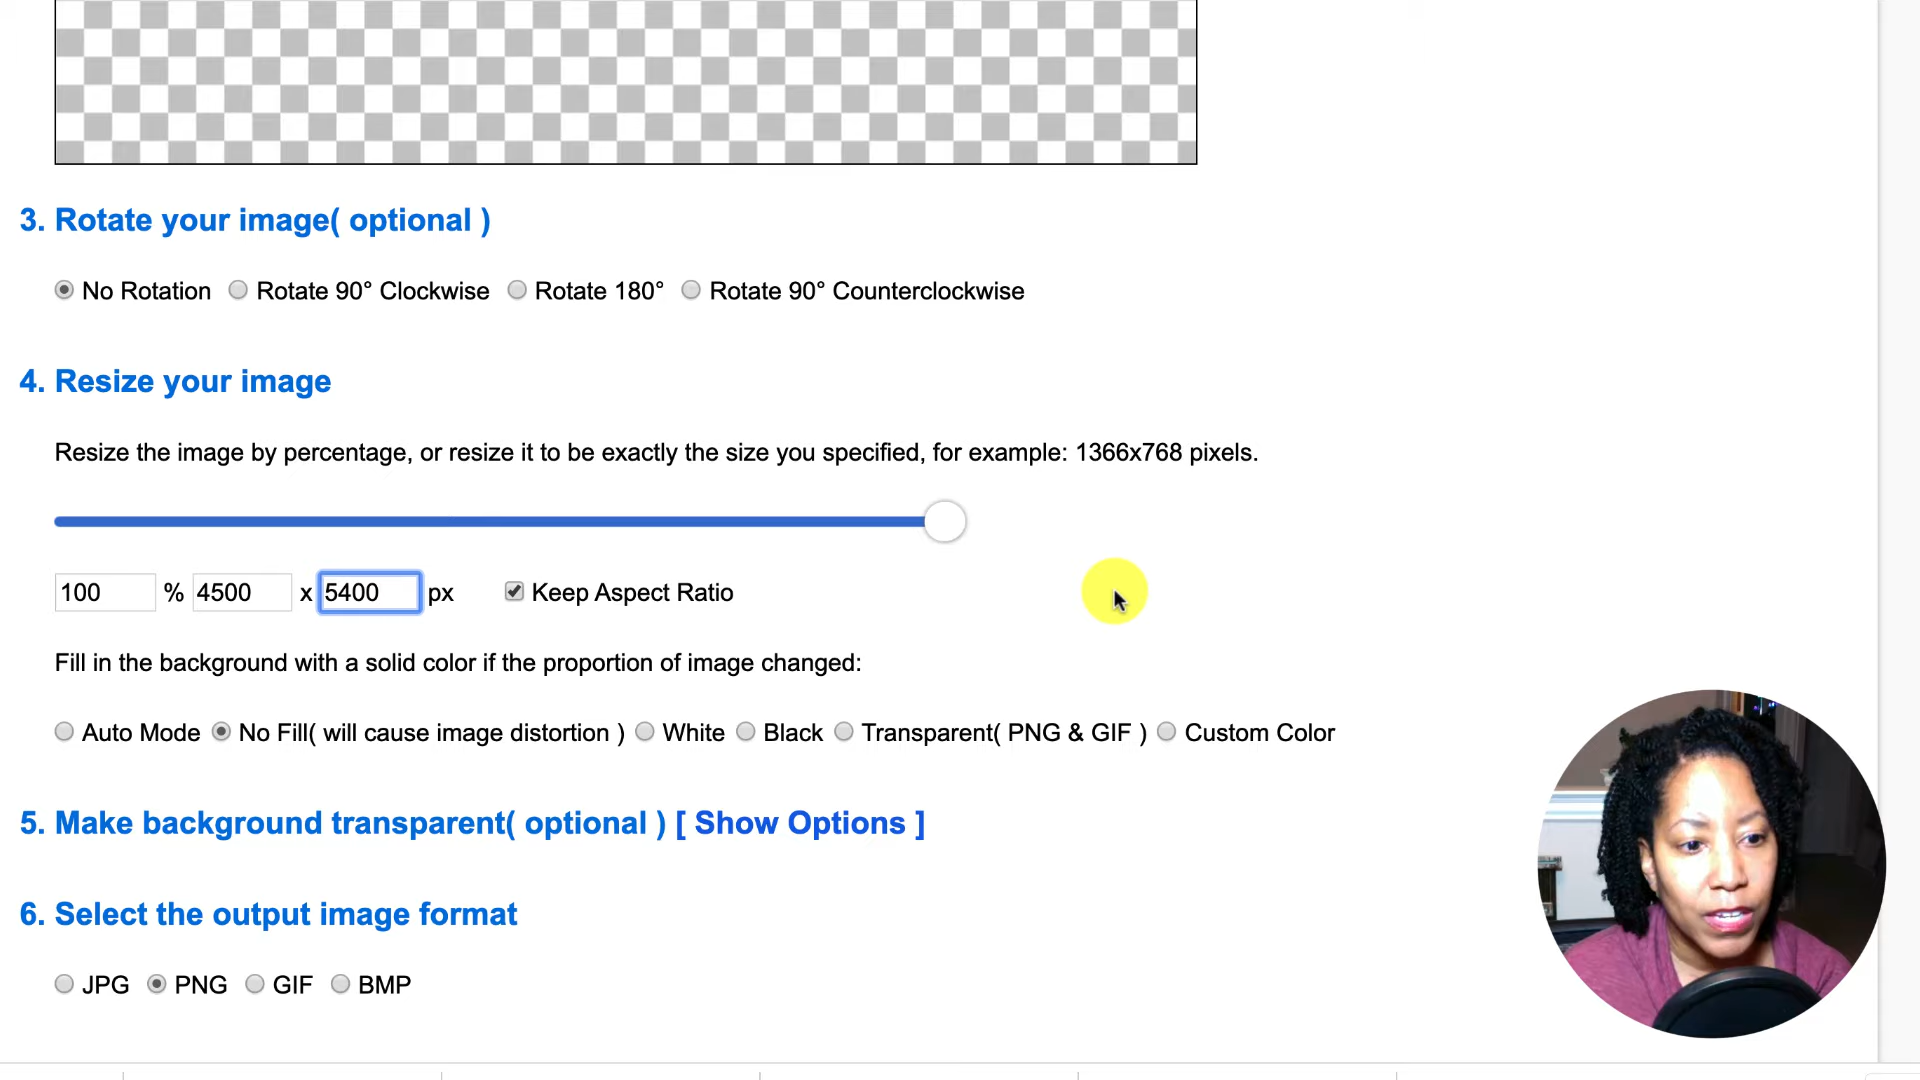 3. Rotate your image( optional )
No Rotation Rotate 90° Clockwise Rotate 180° Rotate 90° Counterclockwise
4. Resize your image
Resize the image by percentage, or resize it to be exactly the size you specified, for example: 1366x768 pixels.
100 % 4500 x 5400 px Keep Aspect Ratio
Fill in the background with a solid color if the proportion of image changed:
Auto Mode No Fill( will cause image distortion ) White Black Transparent( PNG & GIF ) Custom Color
5. Make background transparent( optional ) [ Show Options ]
6. Select the output image format
JPG PNG GIF BMP